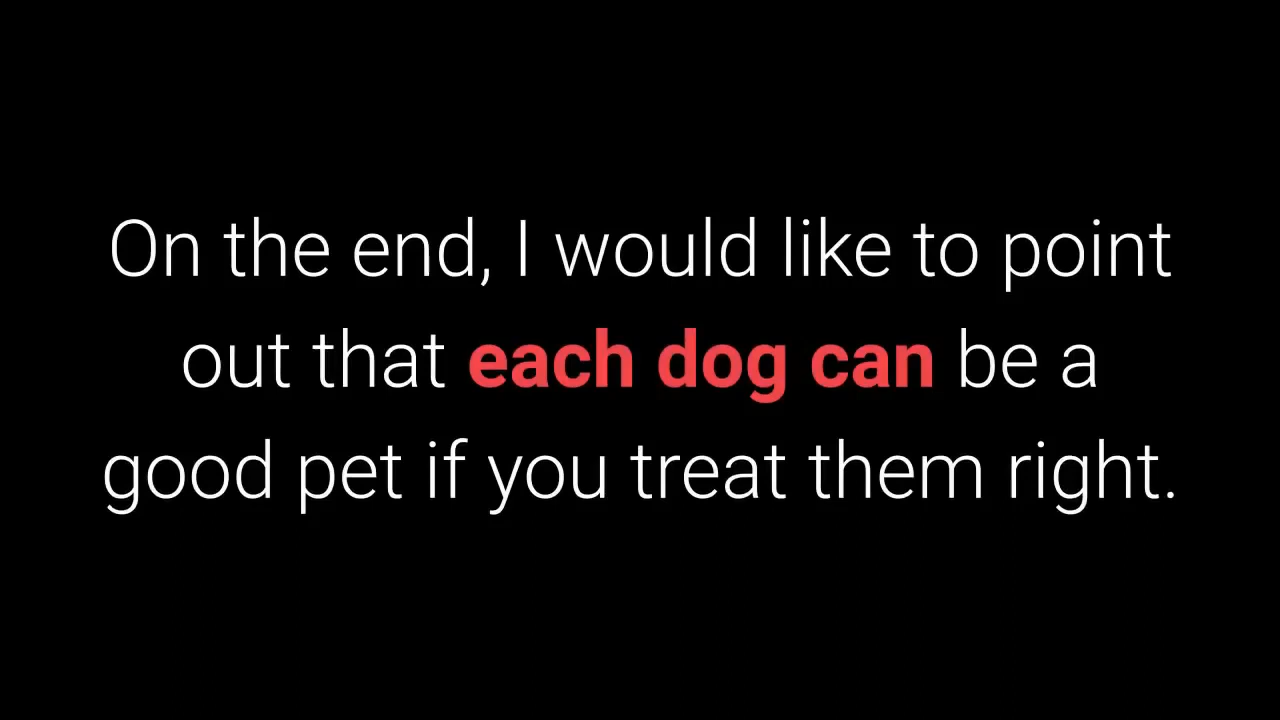 On the end, I would like to point
out that each dog can be a
good pet if you treat them right.